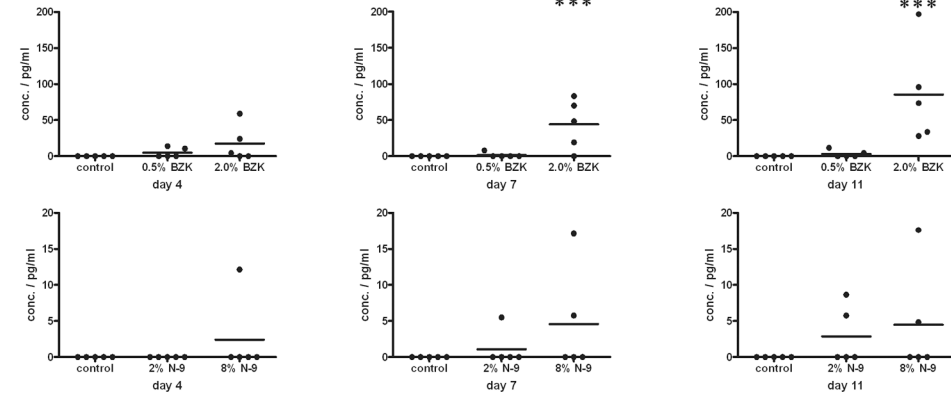 *** ***
200 200 200
150 150 150
100 100 100
50 50 50
0 0 0
conc. / pg/ml conc. / pg/ml conc. / pg/ml
control 0.5% BZK 2.0% BZK control 0.5% BZK 2.0% BZK control 0.5% BZK 2.0% BZK
day 4 day 7 day 11
20 20 20
15 15 15
10 10 10
5 5 5
0 0 0
conc. / pg/ml conc. / pg/ml conc. / pg/ml
control 2% N-9 8% N-9 control 2% N-9 8% N-9 control 2% N-9 8% N-9
day 4 day 7 day 11